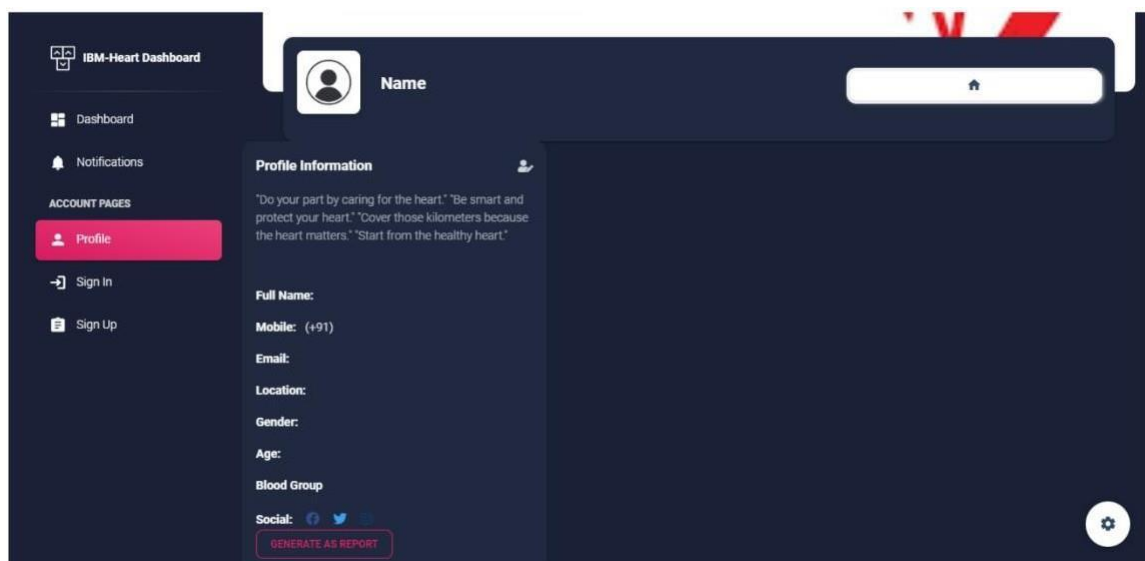 IBM-Heart Dashboard
Dashboard
Notifications
ACCOUNT PAGES
Profile
Sign In
Sign Up
Name
Profile Information
"Do your part by caring for the heart." "Be smart and
protect your heart." "Cover those kilometers because
the heart matters." "Start from the healthy heart."
Full Name:
Mobile: (+91)
Email:
Location:
Gender:
Age:
Blood Group
Social:
GENERATE AS REPORT